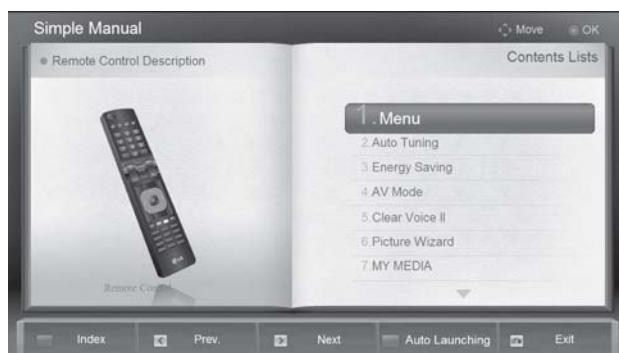 Simple Manual
Move
OK
Remote Control Description
Contents Lists
1. Menu
2. Auto Tuning
3. Energy Saving
4. AV Mode
5. Clear Voice II
6. Picture Wizard
7. MY MEDIA
LG
Remote
Index
Prev.
Next
Auto Launching
Exit